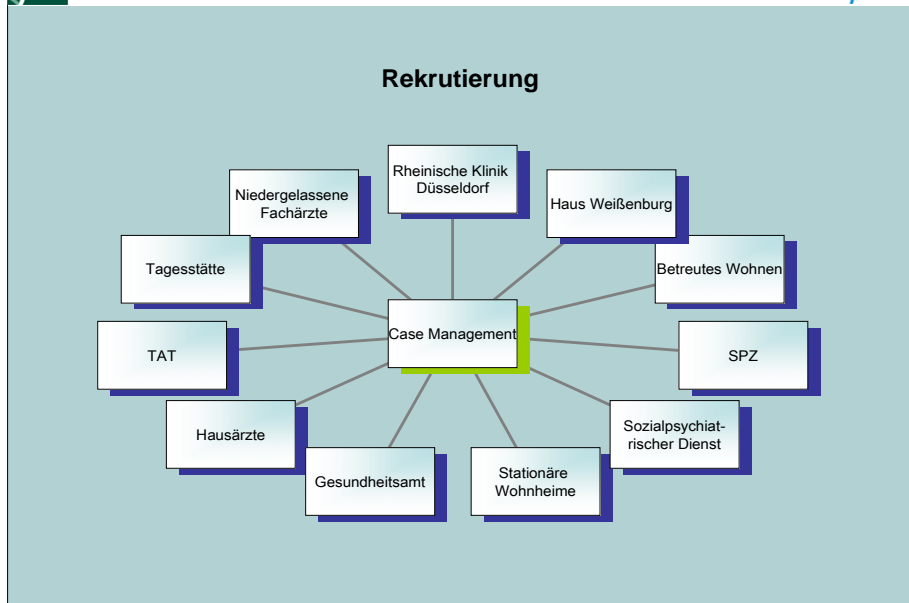 Rekrutierung
Rheinische Klinik
Düsseldorf
Niedergelassene
Fachärzte
Haus Weißenburg
Tagesstätte
Betreutes Wohnen
Case Management
TAT
SPZ
Hausärzte
Sozialpsychiat-
rischer Dienst
Gesundheitsamt
Stationäre
Wohnheime